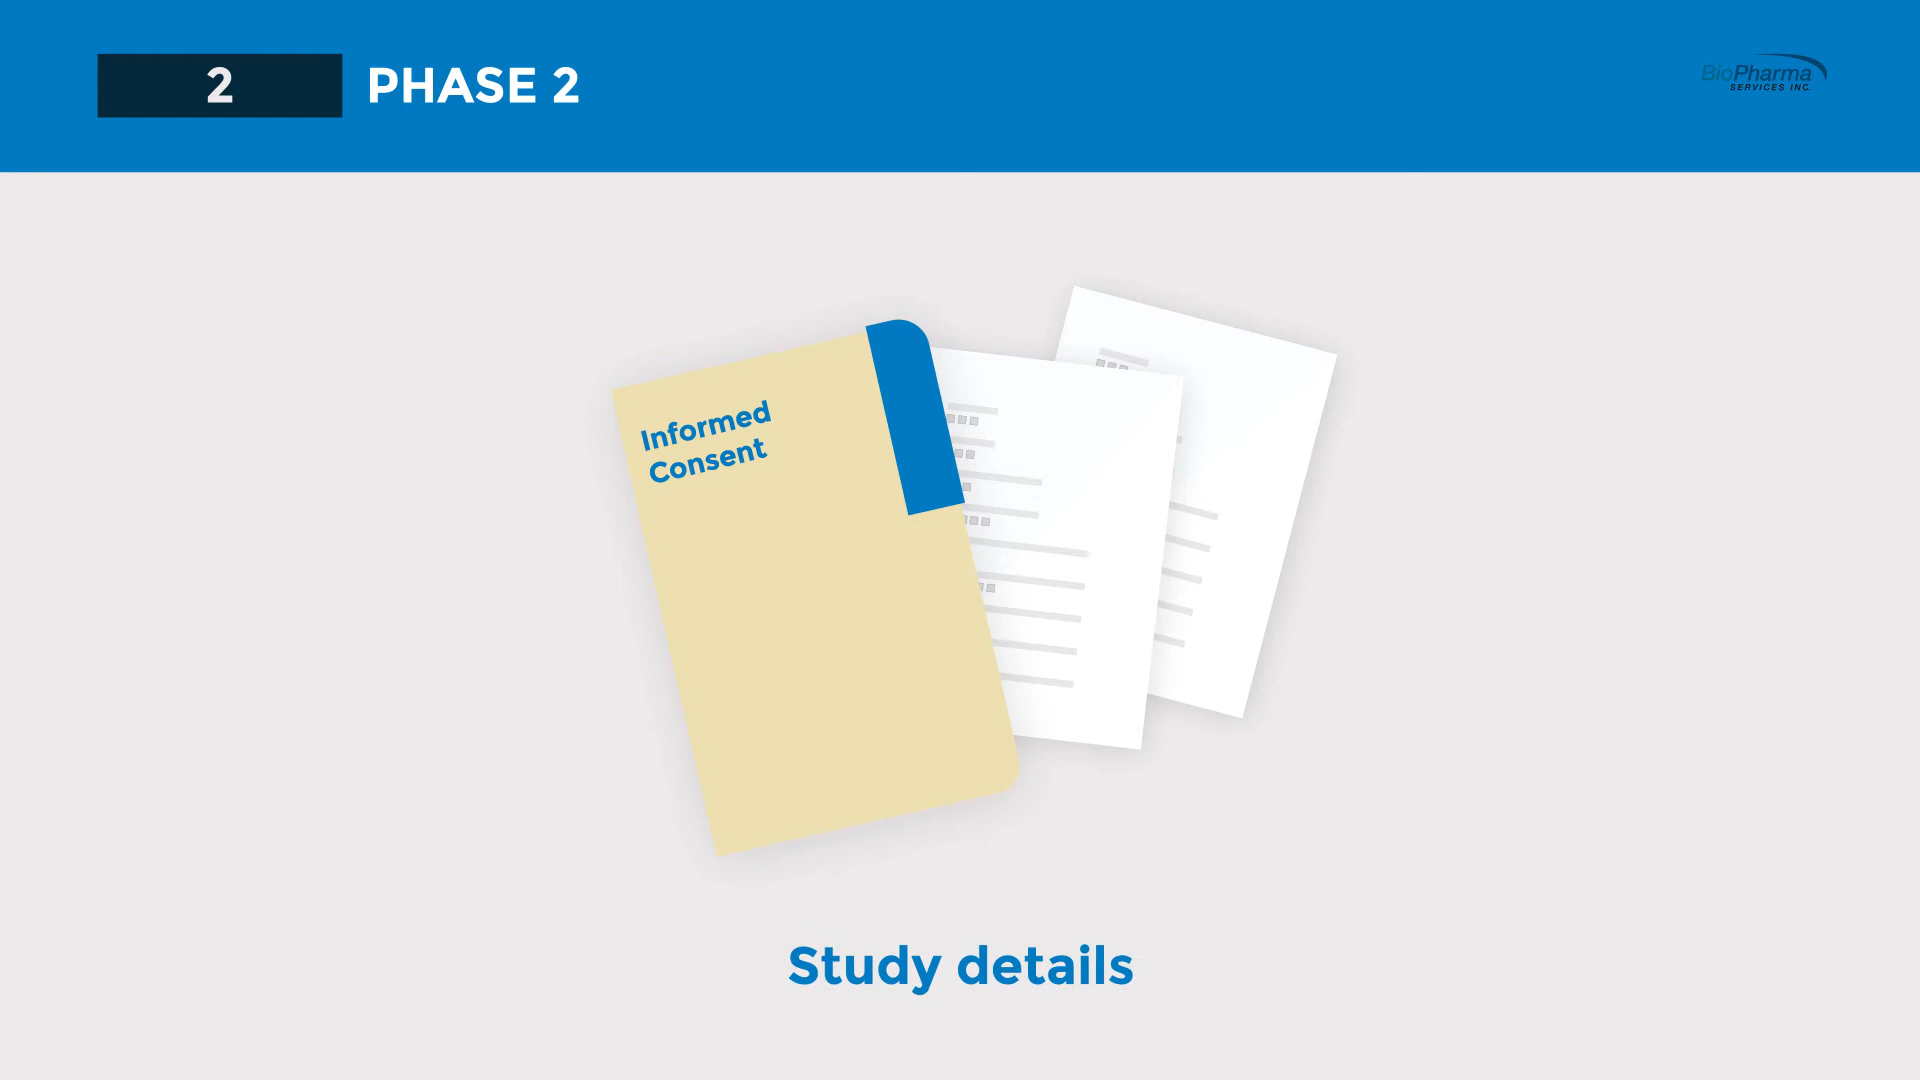 2
PHASE 2
BioPharma
SERVICES INC.
Informed
Consent
Study details